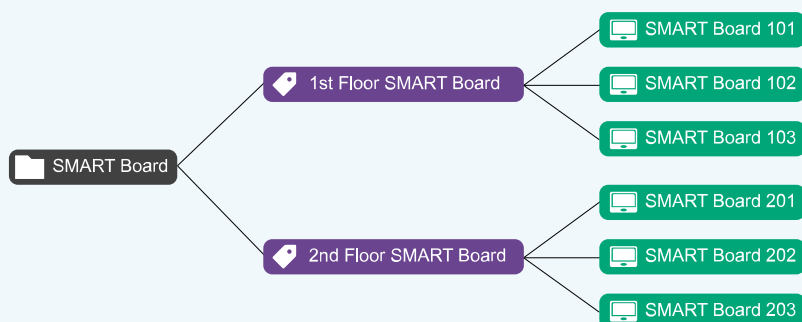 SMART Board
1st Floor SMART Board
SMART Board 101
SMART Board 102
SMART Board 103
2nd Floor SMART Board
SMART Board 201
SMART Board 202
SMART Board 203